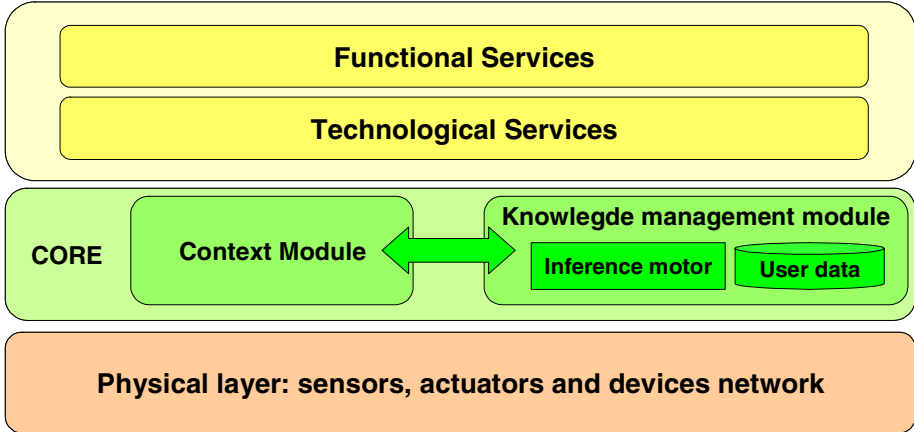 Functional Services
Technological Services
CORE
Context Module
Knowlegde management module
Inference motor
User data
Physical layer: sensors, actuators and devices network